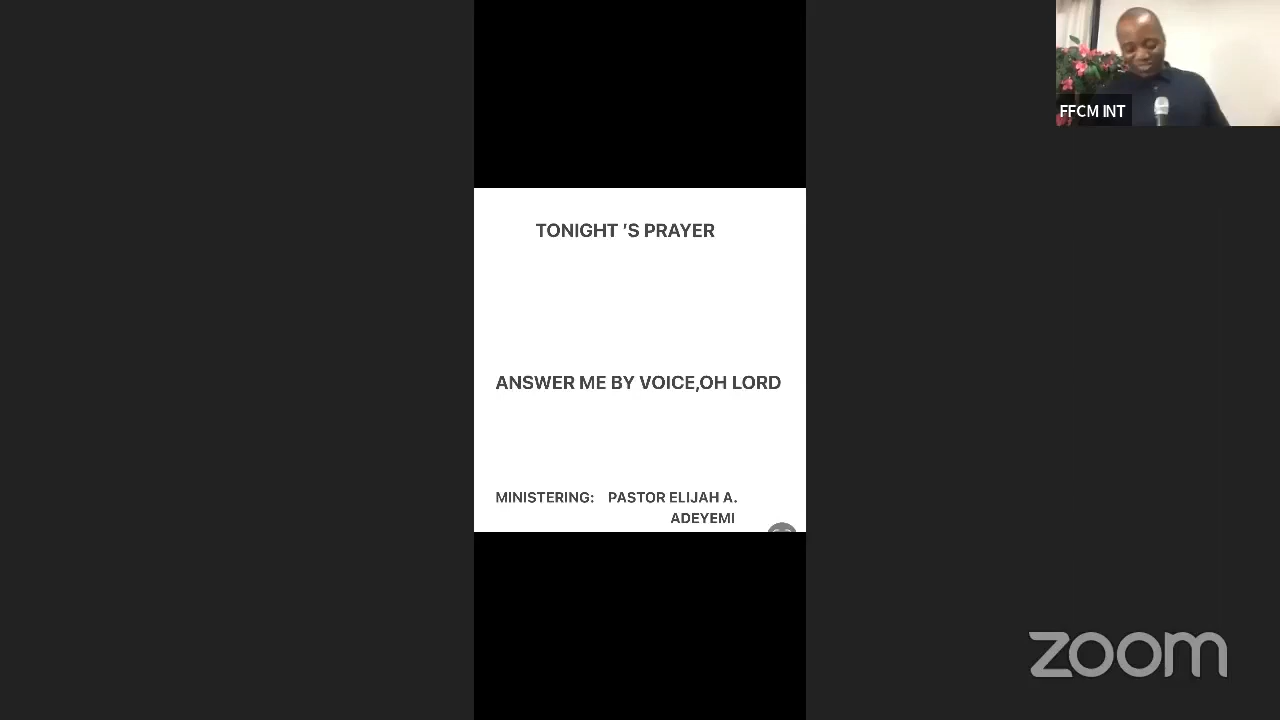 FFCM INT
TONIGHT 'S PRAYER
ANSWER ME BY VOICE,OH LORD
MINISTERING: PASTOR ELIJAH A.
ADEYEMI
zoom